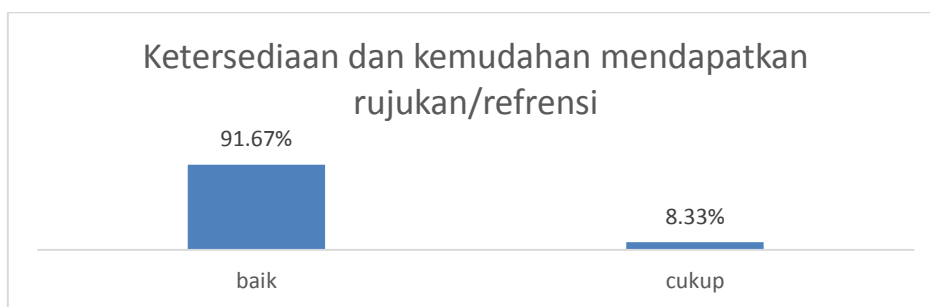 Ketersediaan dan kemudahan mendapatkan
rujukan/refrensi
91.67%
8.33%
baik
cukup